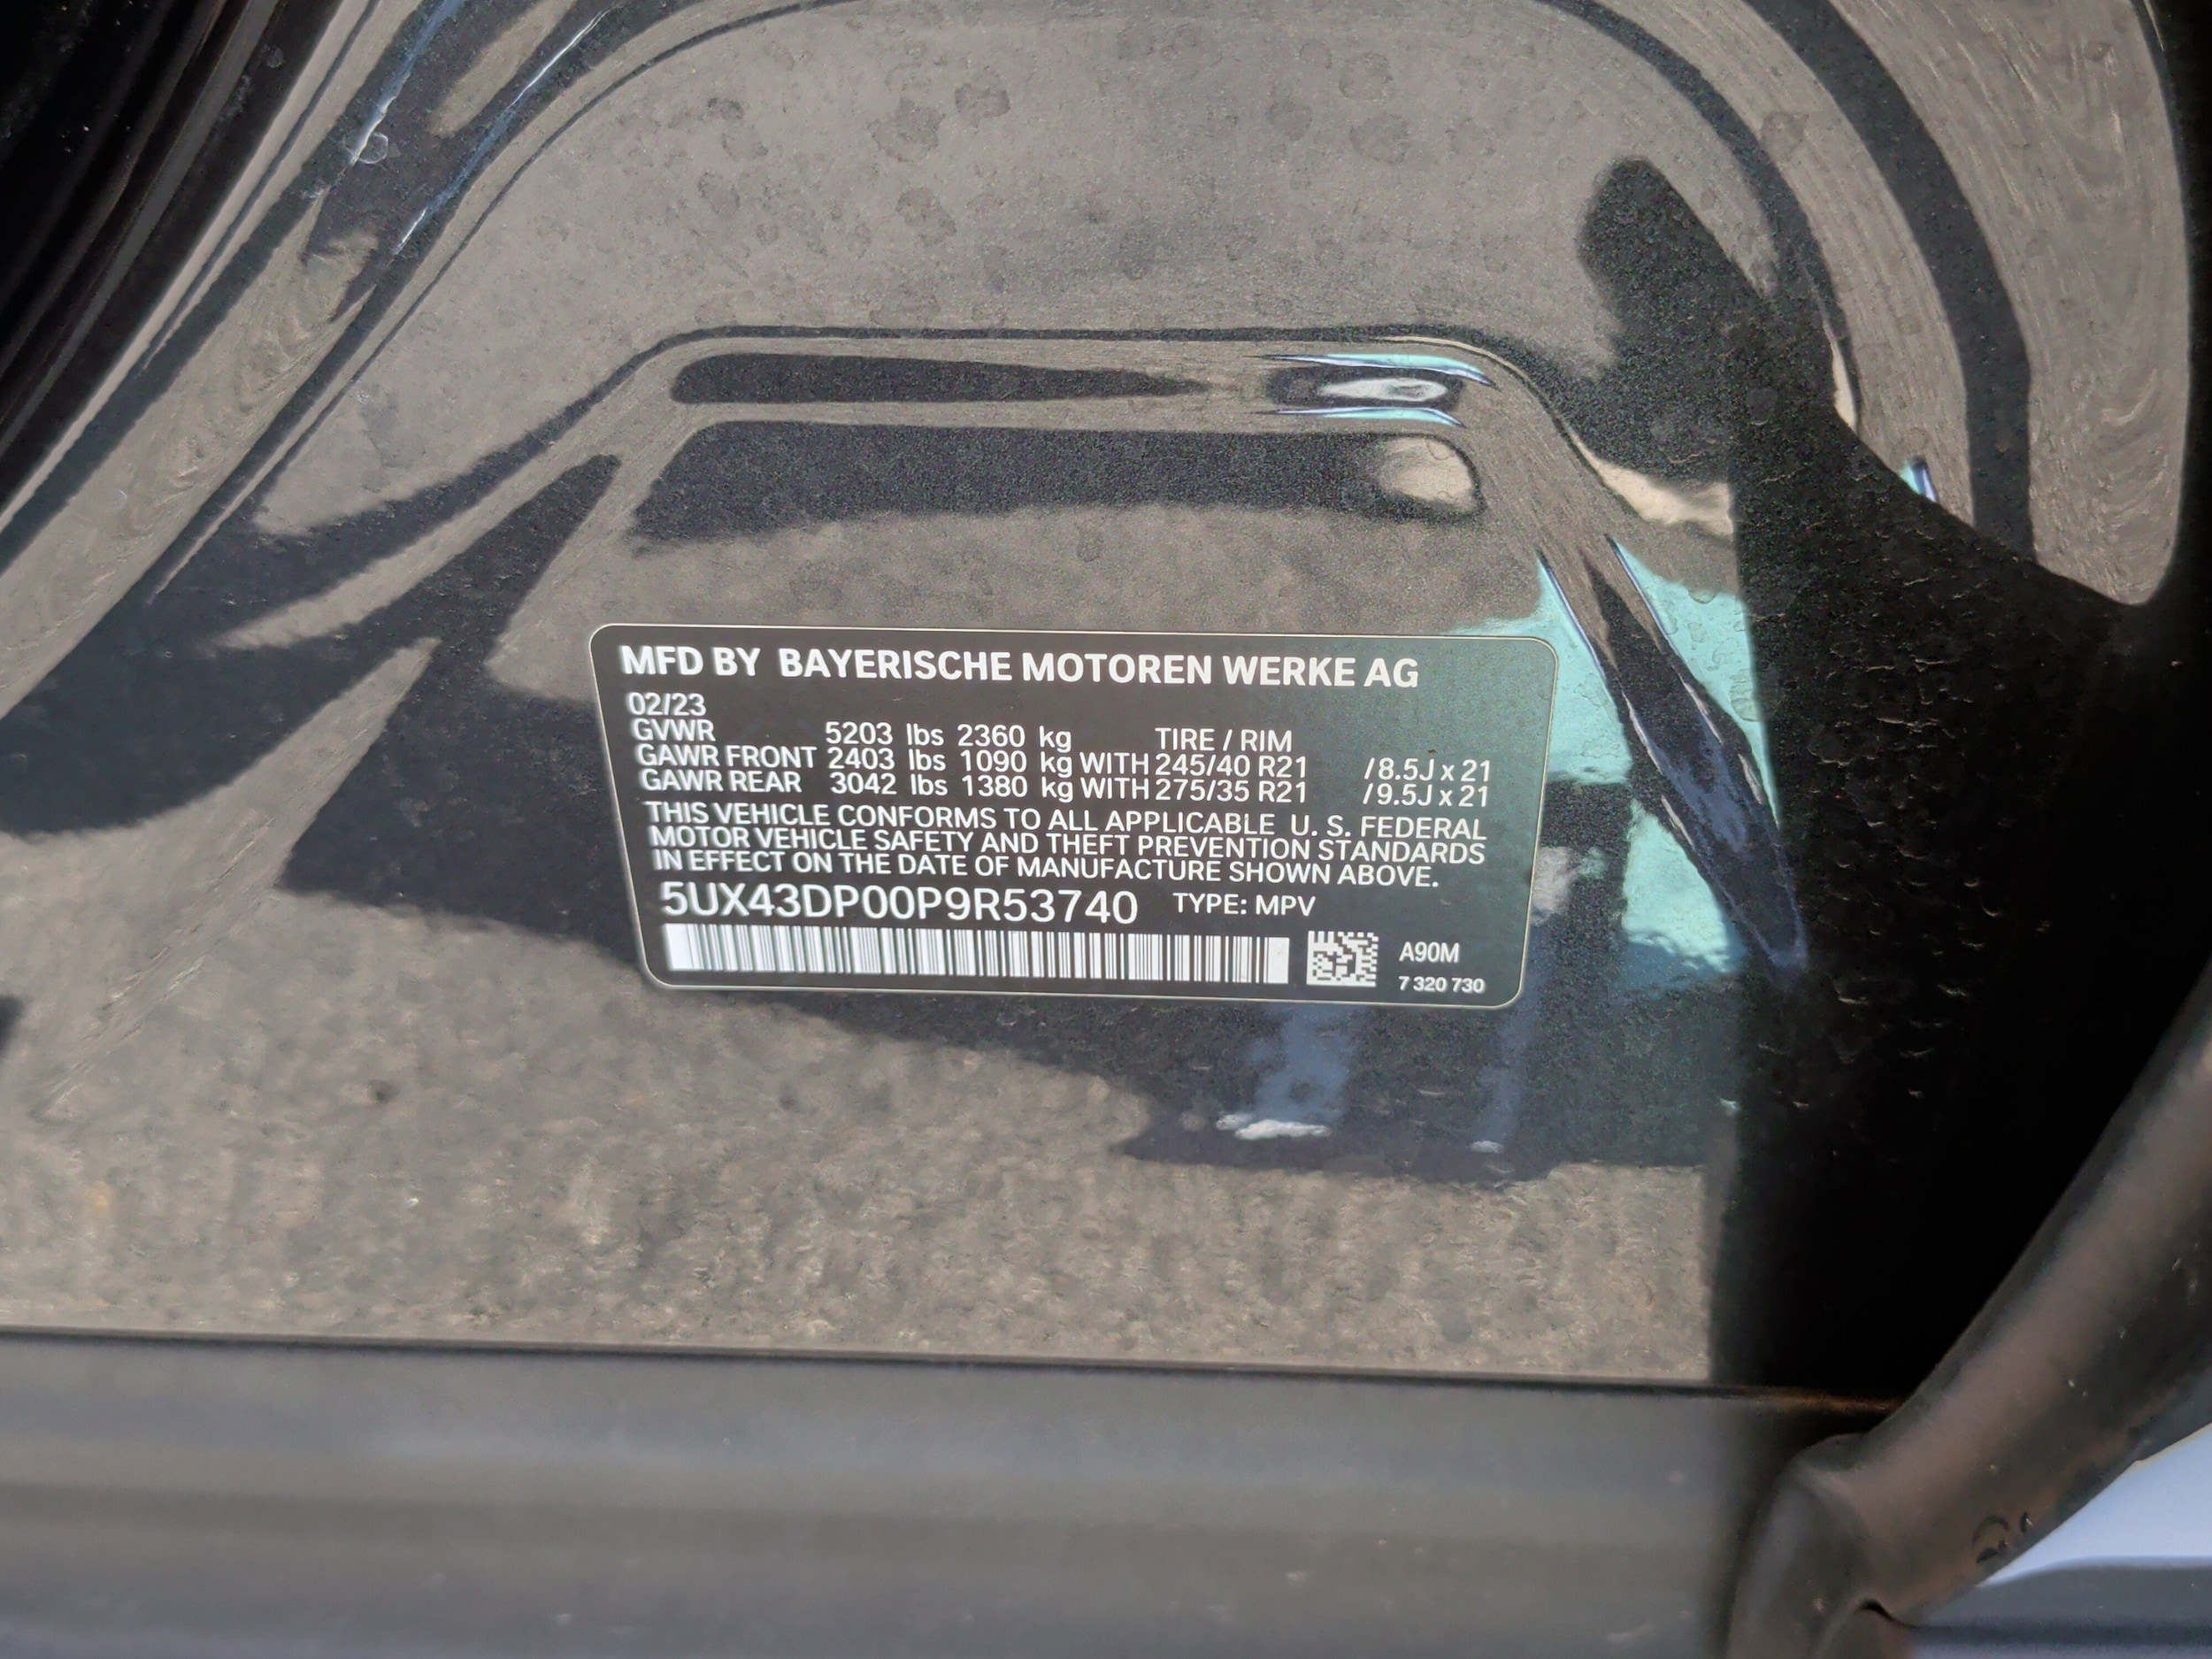 MFD BY BAYERISCHE MOTOREN WERKE AG
02/23
GVWR 5203 lbs 2360 kg TIRE / RIM
GAWR FRONT 2403 lbs 1090 kg WITH 245/40 R21 /8.5J x 21
GAWR REAR 3042 lbs 1380 kg WITH 275/35 R21 /9.5J x 21
THIS VEHICLE CONFORMS TO ALL APPLICABLE U. S. FEDERAL
MOTOR VEHICLE SAFETY AND THEFT PREVENTION STANDARDS
IN EFFECT ON THE DATE OF MANUFACTURE SHOWN ABOVE.
5UX43DP00P9R53740 TYPE: MPV
A90M
7 320 730